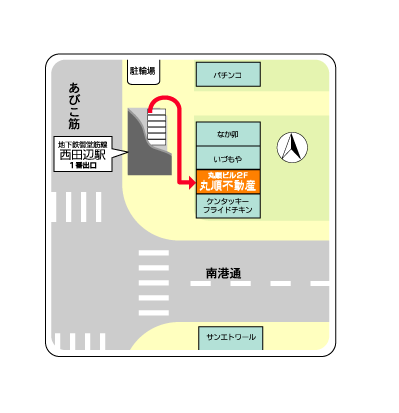 駐輪場
パチンコ
あびこ筋
なか卯
地下鉄御堂筋線
西田辺駅
1番出口
いづもや
丸順ビル2F
丸順不動産
ケンタッキー
フライドチキン
南港通
サンエトワール